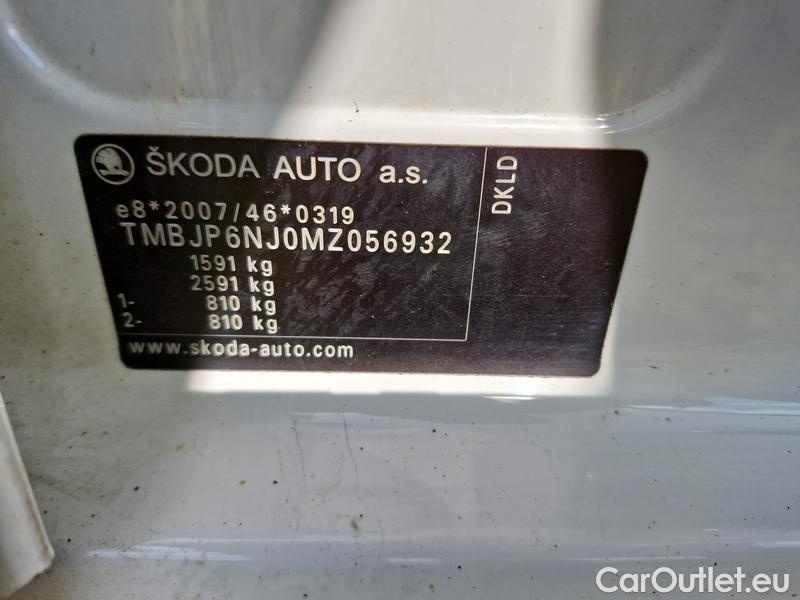 ŠKODA AUTO a.s.
e8*2007/46*0319
TMBJP6NJ0MZ056932
1591 kg
2591 kg
1- 810 kg
2- 810 kg
www.skoda-auto.com
DKLD
CarOutlet.eu